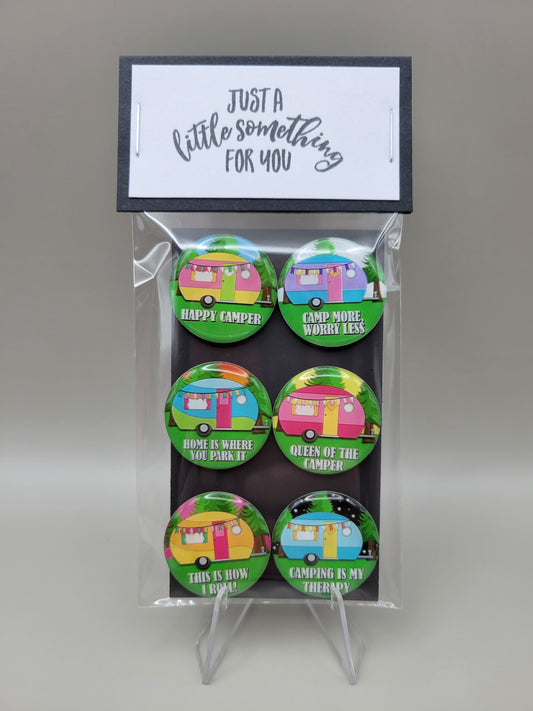 JUST A
little something
FOR YOU
HAPPY CAMPER
CAMP MORE,
WORRY LESS
HOME IS WHERE
YOU PARK IT
QUEEN OF THE
CAMPER
THIS IS HOW
I ROLL!
CAMPING IS MY
THERAPY